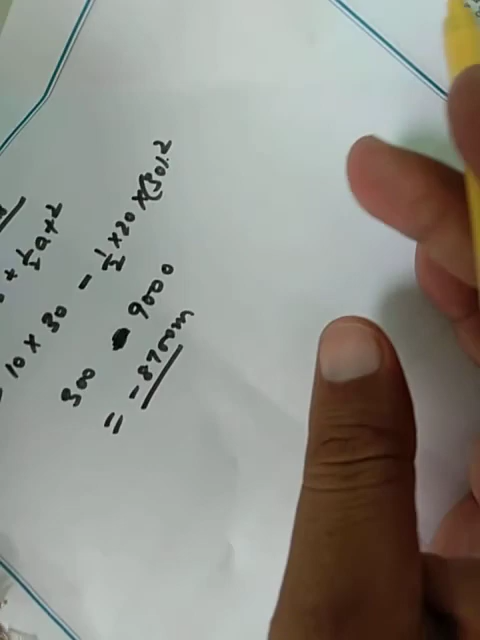 + ½at2
10 × 30 - ½ × 20 × (30)^2
300 - 9000
= -8700m